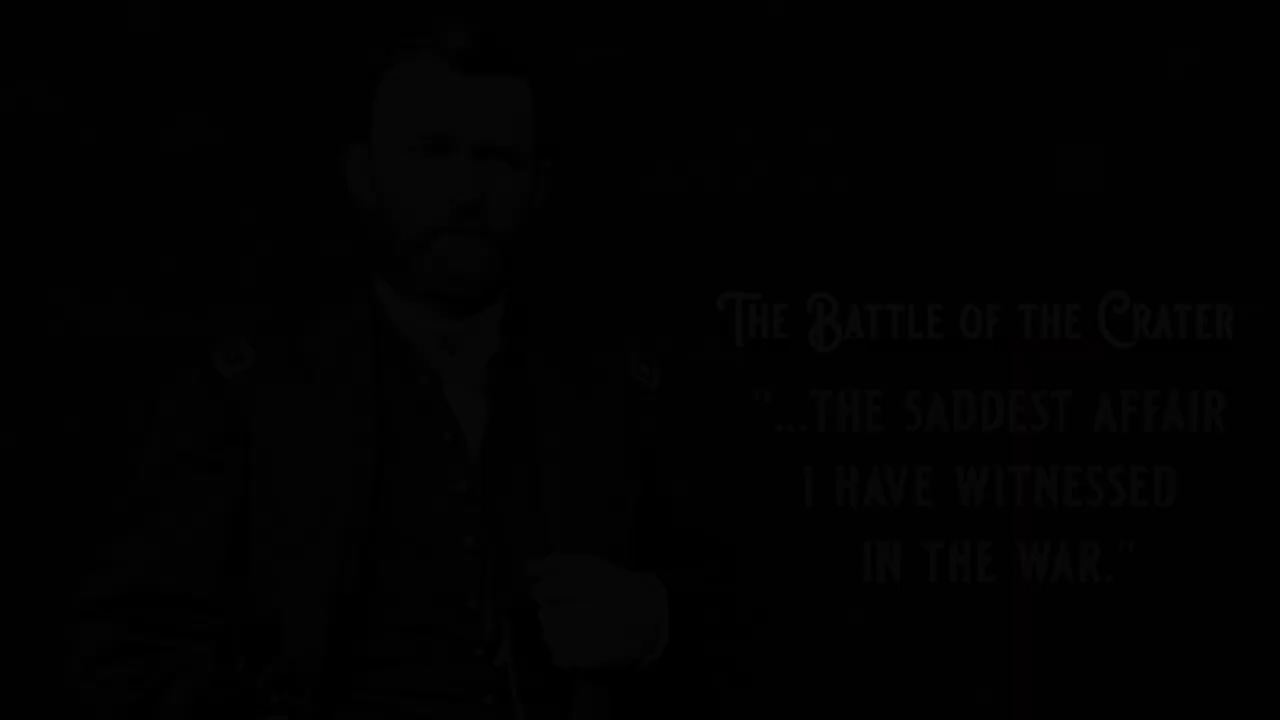 The Battle of the Crater
"...THE SADDEST AFFAIR
I HAVE WITNESSED
IN THE WAR."